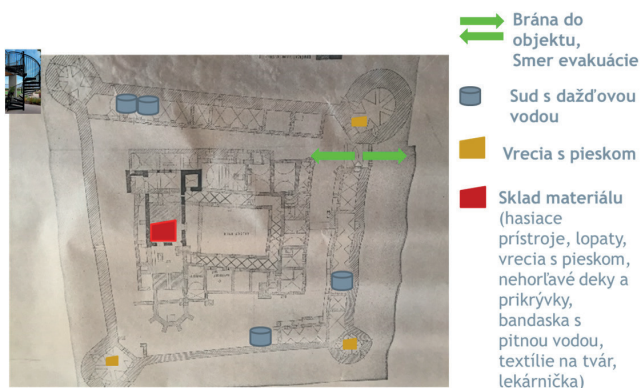 Brána do
objektu,
Smer evakuácie
Sud s dažďovou
vodou
Vrecia s pieskom
Sklad materiálu
(hasiace
prístroje, lopaty,
vrecia s pieskom,
nehorľavé deky a
prikrývky,
bandaska s
pitnou vodou,
textílie na tvár,
lekárnička)